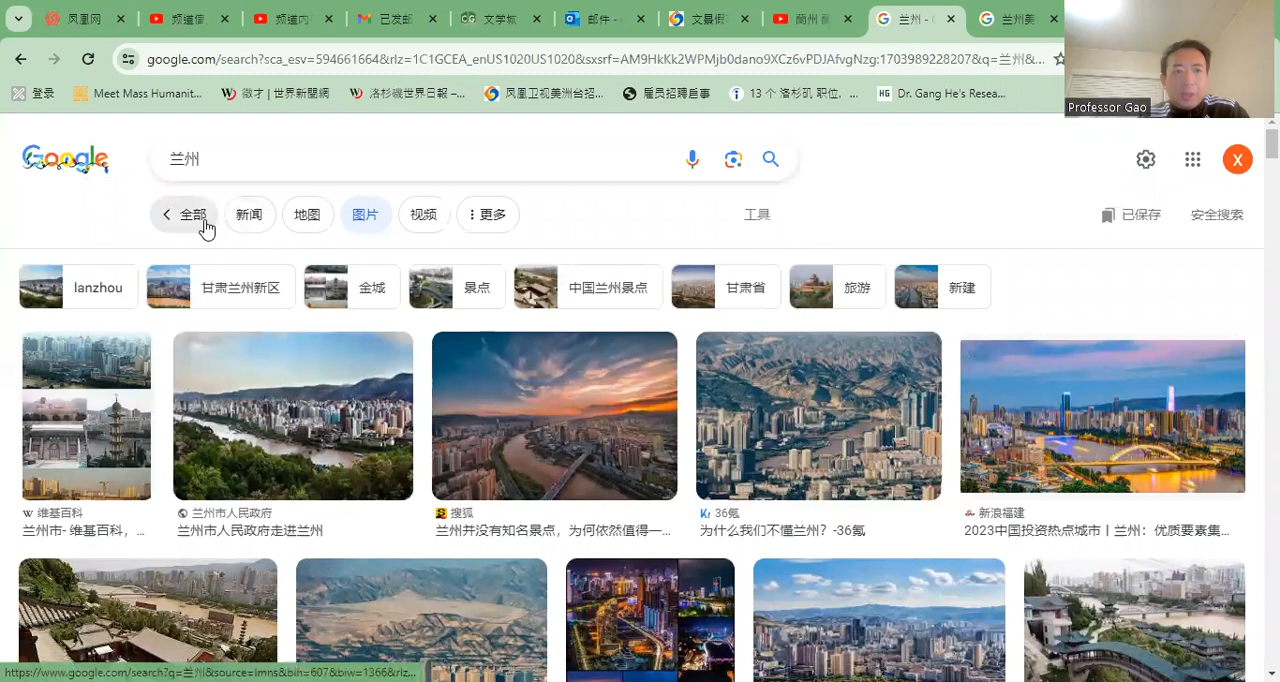 凤凰网
频道信
频道内
已发邮
文学城
邮件 -
文景假
蘭州
兰州 - G
兰州美
google.com/search?sca_esv=594661664&rlz=1C1GCEA_enUS1020US1020&sxsrf=AM9HkKk2WPMjb0dano9XCz6vPDJAfvgNzg:1703989228207&q=兰州&...
登录
Meet Mass Humanit...
徵才 | 世界新聞網
洛杉磯世界日報 –...
凤凰卫视美洲台招...
雇员招聘启事
13 个 洛杉矶 职位, ...
Dr. Gang He's Resea...
Professor Gao
Google
兰州
X
全部
新闻
地图
图片
视频
更多
工具
已保存
安全搜索
lanzhou
甘肃兰州新区
金城
景点
中国兰州景点
甘肃省
旅游
新建
维基百科
兰州市人民政府
搜狐
36氪
新浪福建
兰州市- 维基百科，...
兰州市人民政府走进兰州
兰州并没有知名景点，为何依然值得一...
为什么我们不懂兰州？-36氪
2023中国投资热点城市丨兰州：优质要素集...
https://www.google.com/search?q=兰州&source=lmns&bih=607&biw=1366&rlz...